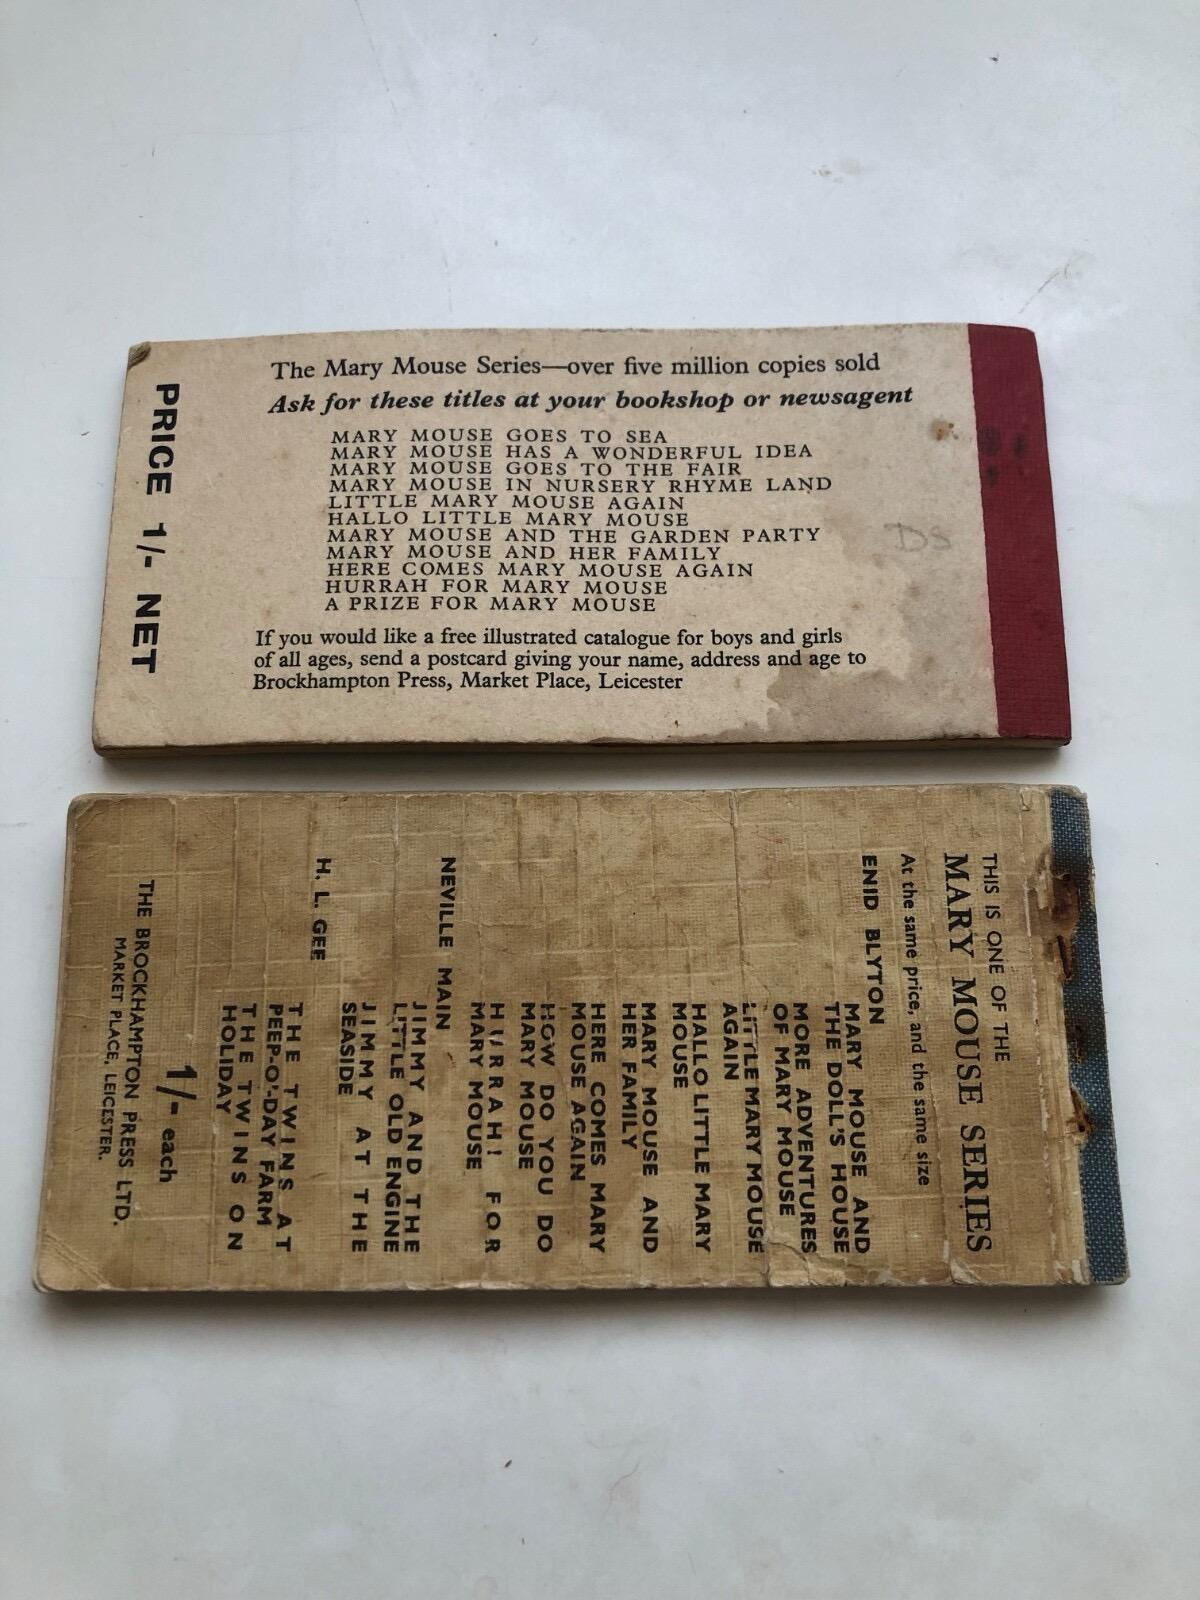 The Mary Mouse Series—over five million copies sold
Ask for these titles at your bookshop or newsagent
MARY MOUSE GOES TO SEA
MARY MOUSE HAS A WONDERFUL IDEA
MARY MOUSE GOES TO THE FAIR
MARY MOUSE IN NURSERY RHYME LAND
LITTLE MARY MOUSE AGAIN
HALLO LITTLE MARY MOUSE
MARY MOUSE AND THE GARDEN PARTY
MARY MOUSE AND HER FAMILY
HERE COMES MARY MOUSE AGAIN
HURRAH FOR MARY MOUSE
A PRIZE FOR MARY MOUSE
If you would like a free illustrated catalogue for boys and girls
of all ages, send a postcard giving your name, address and age to
Brockhampton Press, Market Place, Leicester
PRICE 1/- NET
DS
THIS IS ONE OF THE
MARY MOUSE SERIES
At the same price, and the same size
ENID BLYTON
MARY MOUSE AND
THE DOLL'S HOUSE
MORE ADVENTURES
OF MARY MOUSE
LITTLE MARY MOUSE
AGAIN
HALLO LITTLE MARY
MOUSE
MARY MOUSE AND
HER FAMILY
HERE COMES MARY
MOUSE AGAIN
HOW DO YOU DO
MARY MOUSE
HURRAH! FOR
MARY MOUSE
NEVILLE MAIN
JIMMY AND THE
LITTLE OLD ENGINE
JIMMY AT THE
SEASIDE
H. L. GEE
THE TWINS AT
PEEP-O'-DAY FARM
THE TWINS ON
HOLIDAY
1/- each
THE BROCKHAMPTON PRESS LTD.
MARKET PLACE, LEICESTER.